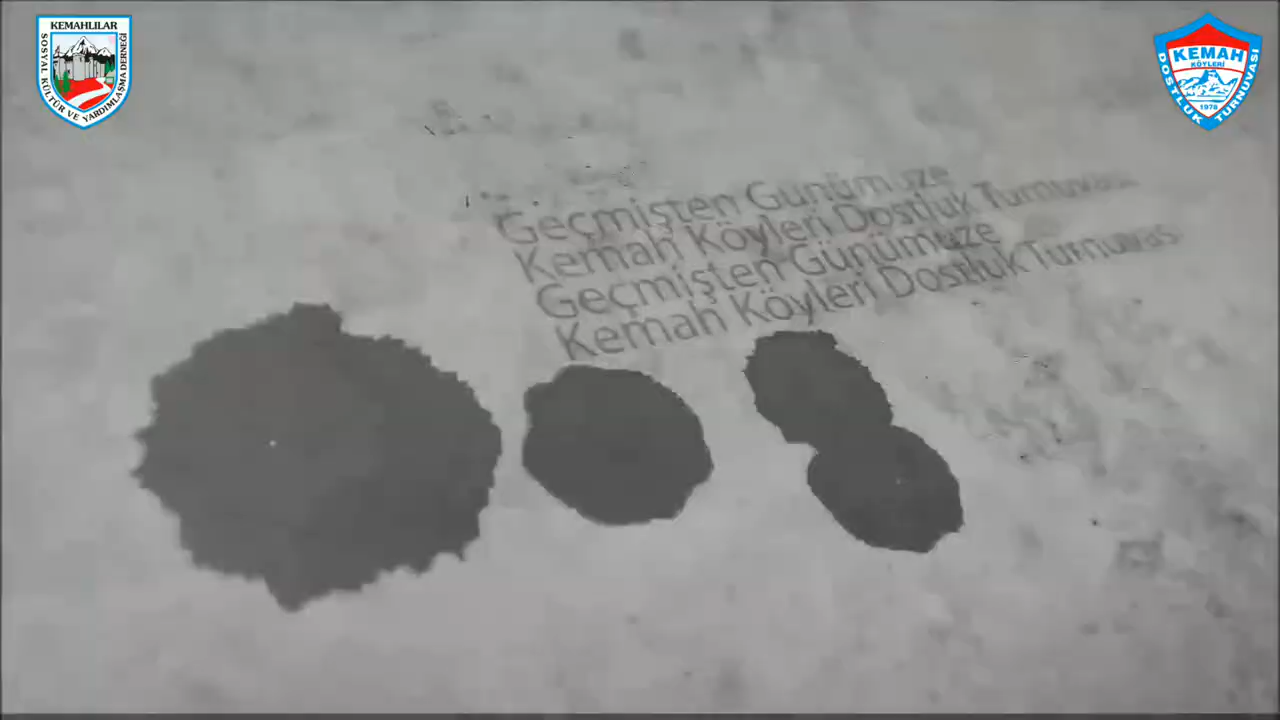 KEMAHLILAR
SOSYAL KÜLTÜR VE YARDIMLAŞMA DERNEĞİ
KEMAH
KÖYLERİ
1978
DOSTLUK TURNUVASI
Geçmişten Günümüze
Kemah Köyleri Dostluk Turnuvası
Geçmişten Günümüze
Kemah Köyleri Dostluk Turnuvas